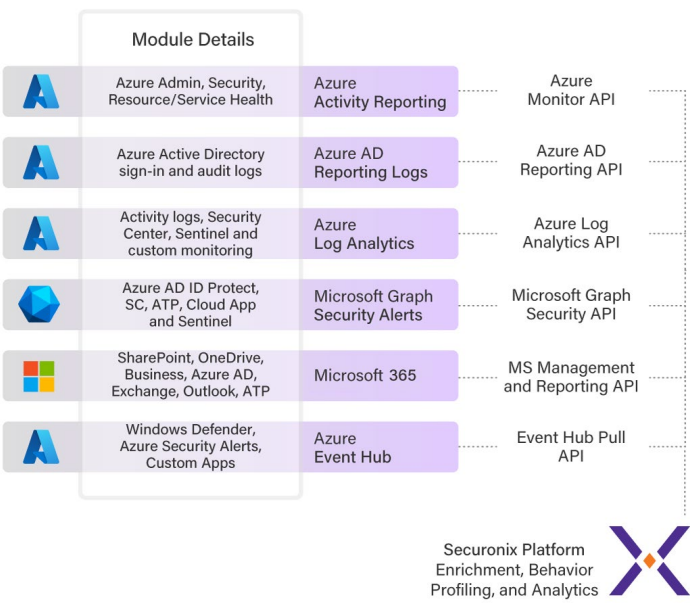 Module Details
Azure Admin, Security,
Resource/Service Health
Azure
Activity Reporting
Azure
Monitor API
Azure Active Directory
sign-in and audit logs
Azure AD
Reporting Logs
Azure AD
Reporting API
Activity logs, Security
Center, Sentinel and
custom monitoring
Azure
Log Analytics
Azure Log
Analytics API
Azure AD ID Protect,
SC, ATP, Cloud App
and Sentinel
Microsoft Graph
Security Alerts
Microsoft Graph
Security API
SharePoint, OneDrive,
Business, Azure AD,
Exchange, Outlook, ATP
Microsoft 365
MS Management
and Reporting API
Windows Defender,
Azure Security Alerts,
Custom Apps
Azure
Event Hub
Event Hub Pull
API
Securonix Platform
Enrichment, Behavior
Profiling, and Analytics